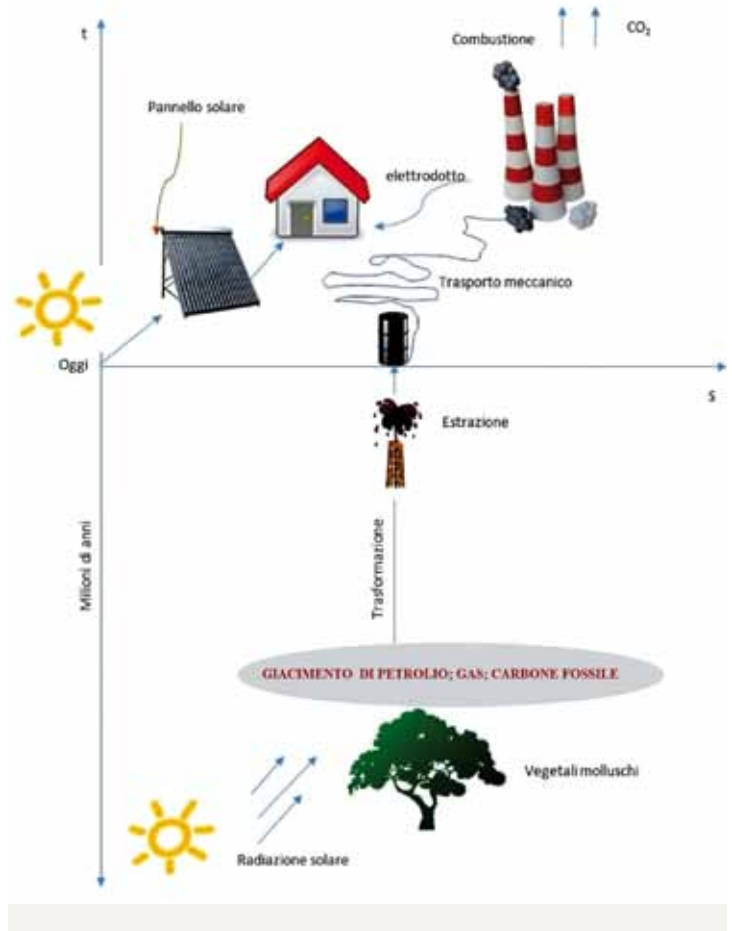 t
Combustione
CO₂
Pannello solare
elettrodotto
Trasporto meccanico
Oggi
S
Estrazione
Milioni di anni
Trasformazione
GIACIMENTO DI PETROLIO; GAS; CARBONE FOSSILE
Vegetali molluschi
Radiazione solare